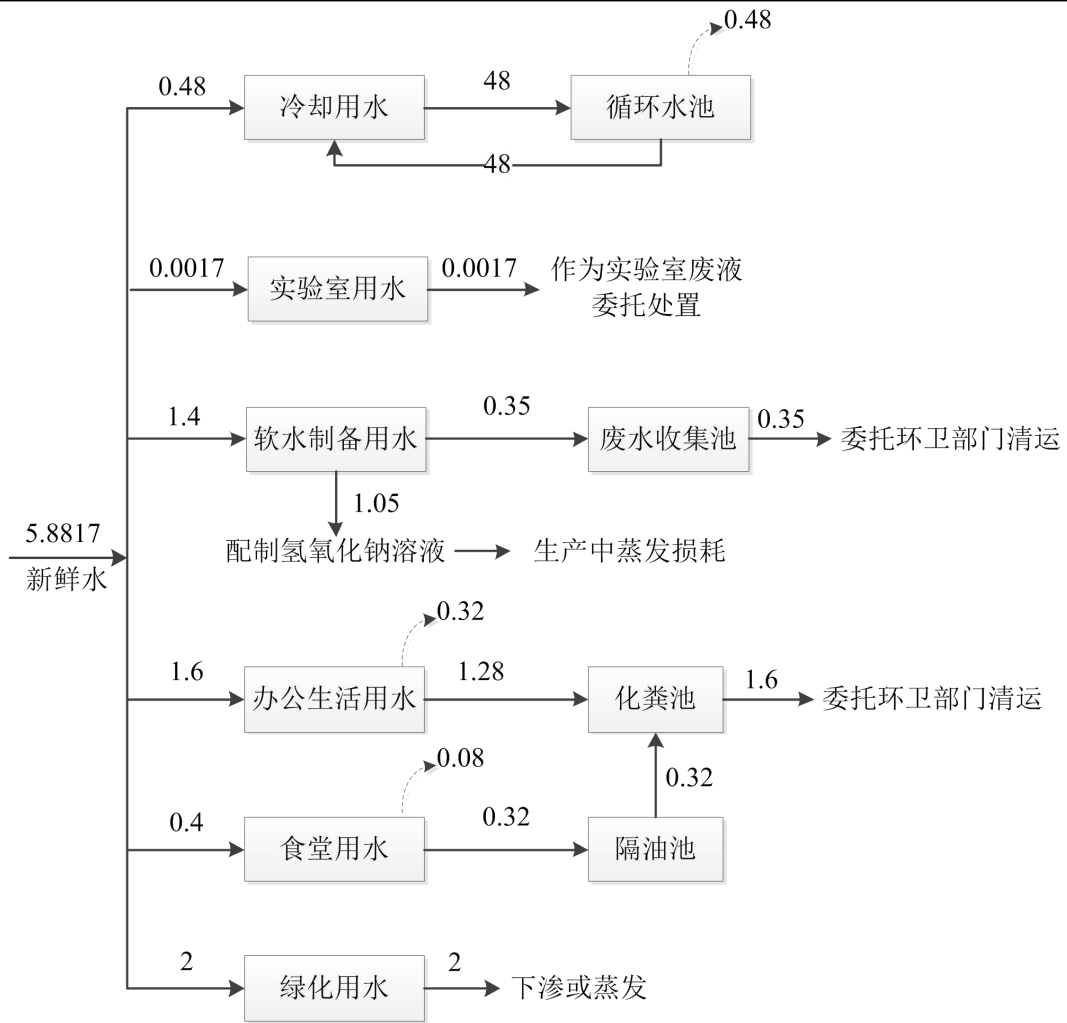 0.48
0.48
冷却用水
48
循环水池
48
0.0017
实验室用水
0.0017
作为实验室废液
委托处置
1.4
软水制备用水
0.35
废水收集池
0.35
委托环卫部门清运
1.05
配制氢氧化钠溶液
生产中蒸发损耗
5.8817
新鲜水
0.32
1.6
办公生活用水
1.28
化粪池
1.6
委托环卫部门清运
0.08
0.32
0.4
食堂用水
0.32
隔油池
2
绿化用水
2
下渗或蒸发